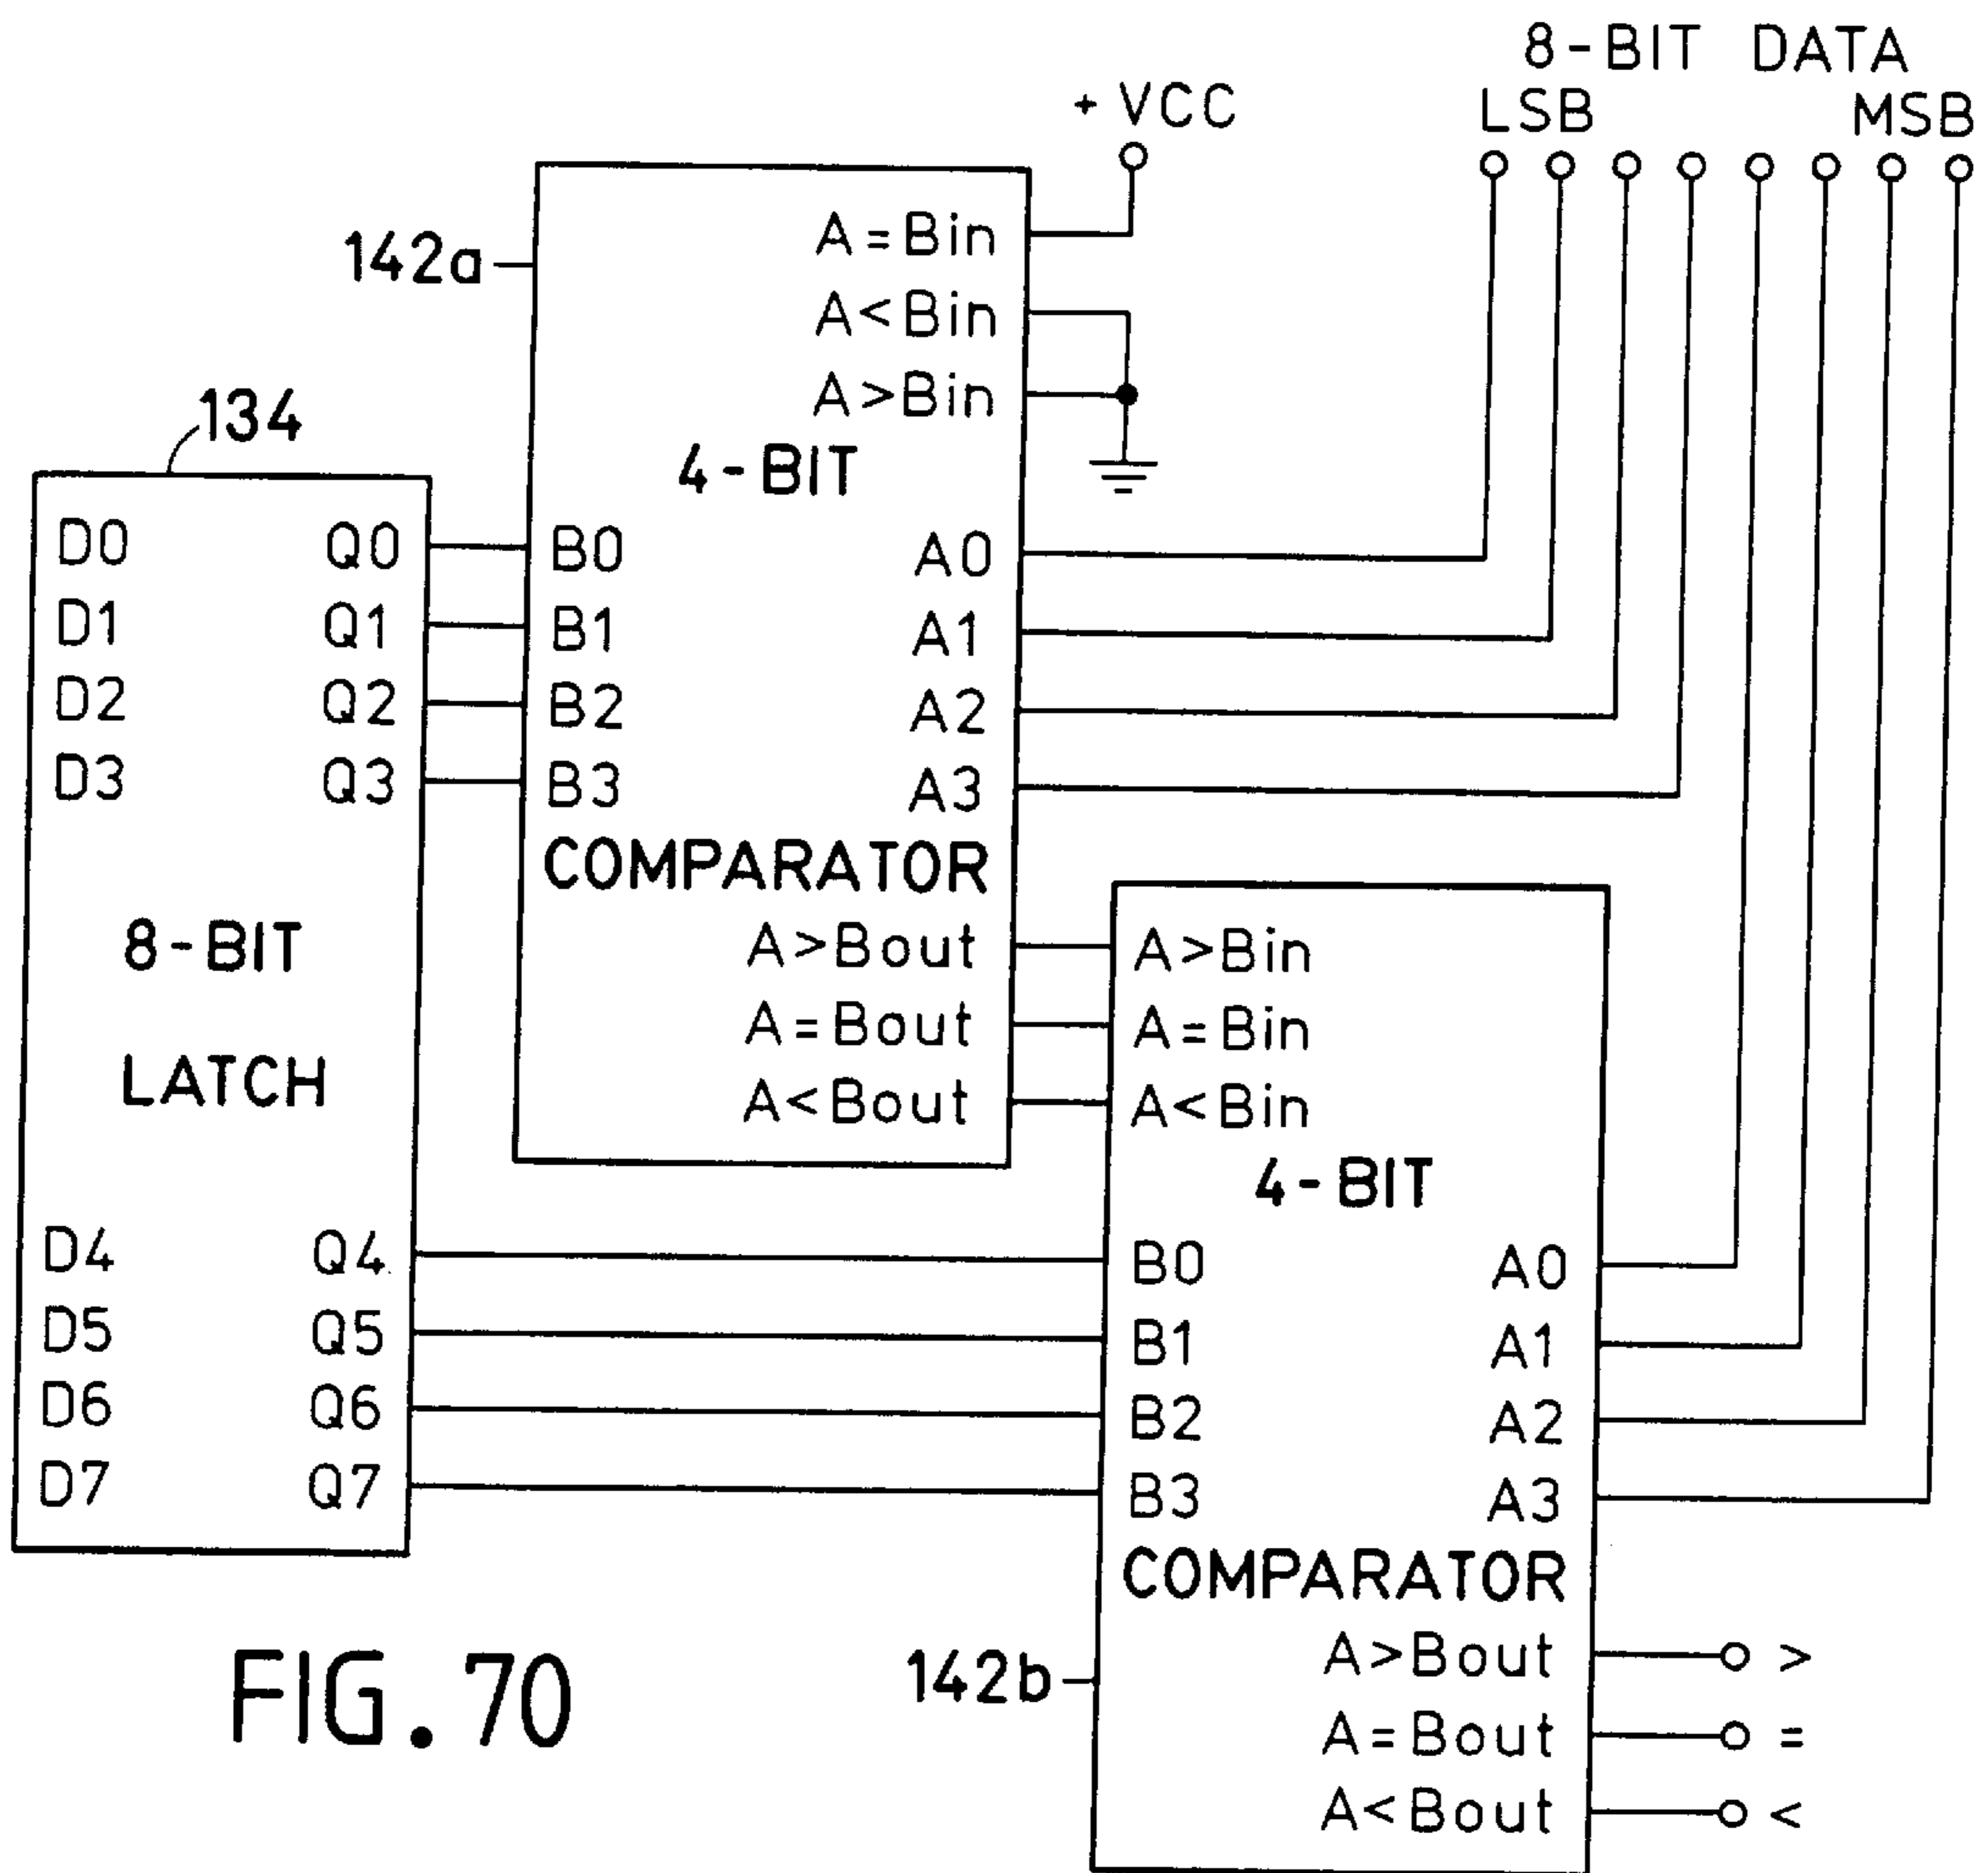 8-BIT DATA
LSB MSB
+ VCC
142a
A=Bin
A<Bin
A>Bin
4-BIT
B0 A0
B1 A1
B2 A2
B3 A3
COMPARATOR
A>Bout
A=Bout
A<Bout
134
D0 Q0
D1 Q1
D2 Q2
D3 Q3
8-BIT
LATCH
D4 Q4
D5 Q5
D6 Q6
D7 Q7
A>Bin
A=Bin
A<Bin
4-BIT
B0 A0
B1 A1
B2 A2
B3 A3
COMPARATOR
142b
A>Bout >
A=Bout =
A<Bout <
FIG. 70